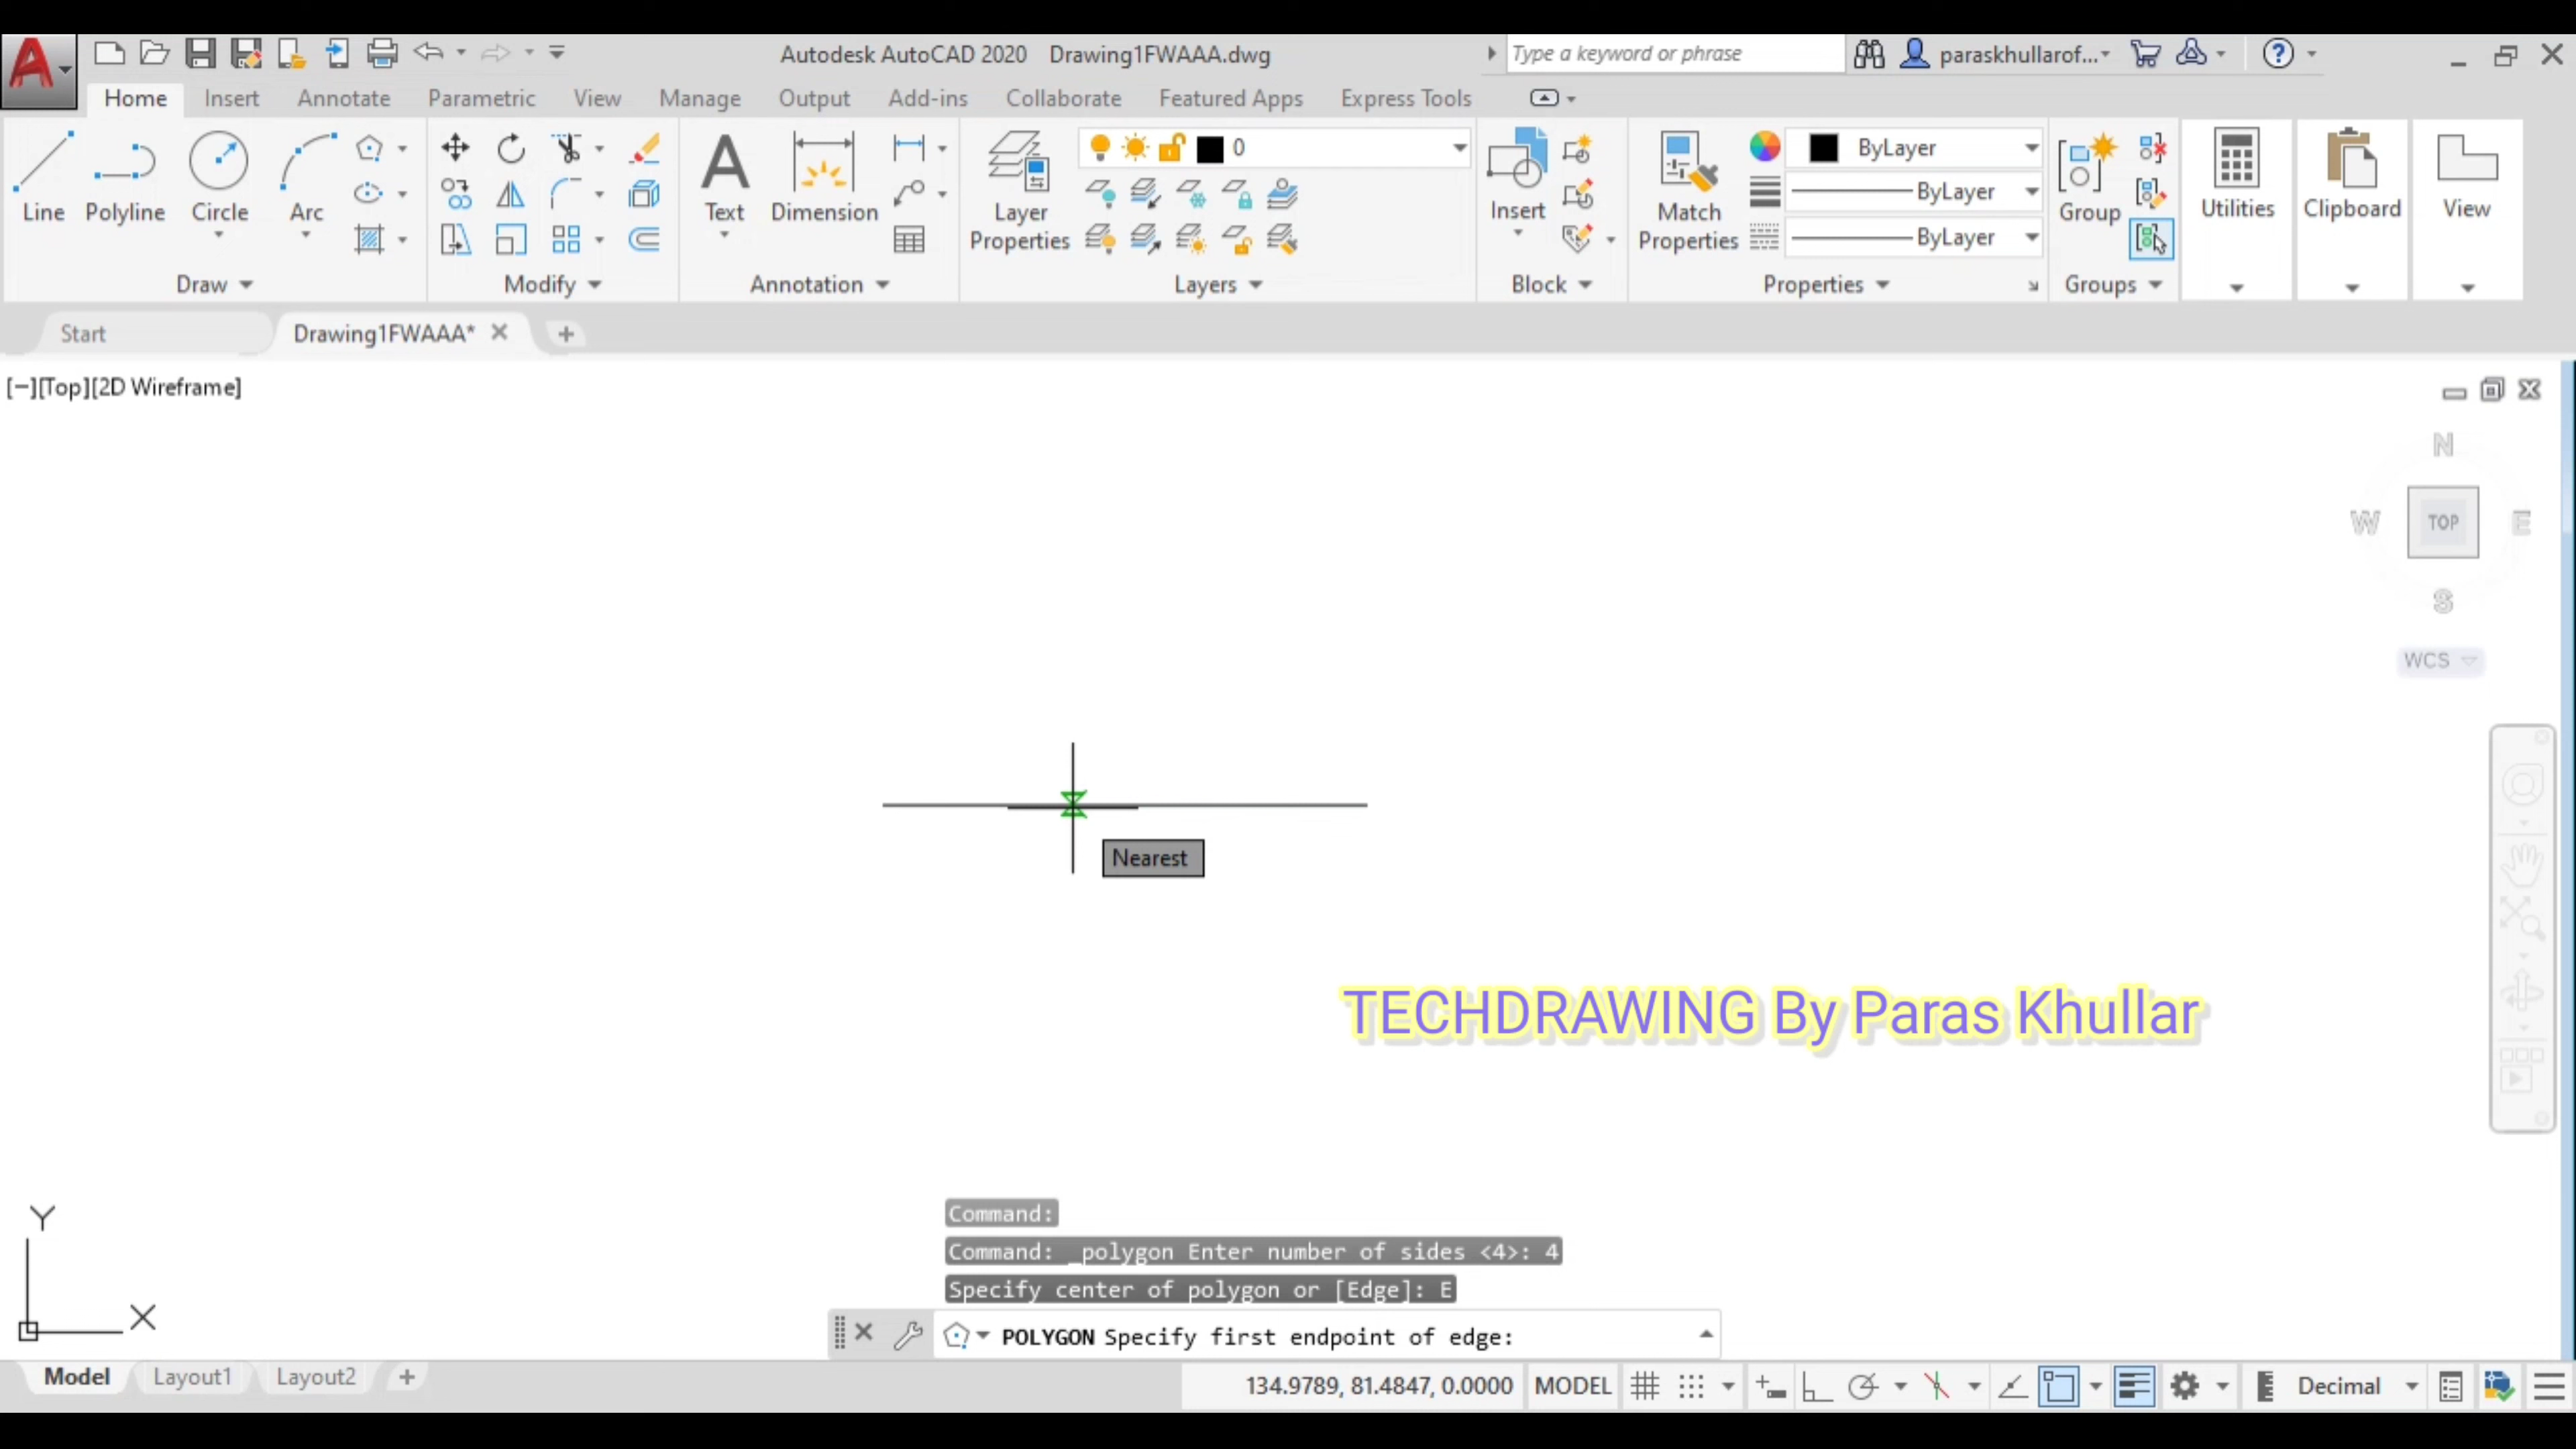 Autodesk AutoCAD 2020 Drawing1FWAAA.dwg
Type a keyword or phrase
paraskhullarof...
Home Insert Annotate Parametric View Manage Output Add-ins Collaborate Featured Apps Express Tools
0
ByLayer
ByLayer
ByLayer
Line Polyline Circle Arc
Text Dimension
Layer Properties
Insert
Match Properties
Group
Utilities Clipboard View
Draw Modify Annotation Layers Block Properties Groups
Start Drawing1FWAAA*
[−][Top][2D Wireframe]
N
W TOP E
S
WCS
Nearest
TECHDRAWING By Paras Khullar
Y
X
Command:
Command: _polygon Enter number of sides <4>: 4
Specify center of polygon or [Edge]: E
POLYGON Specify first endpoint of edge:
Model Layout1 Layout2
134.9789, 81.4847, 0.0000 MODEL Decimal